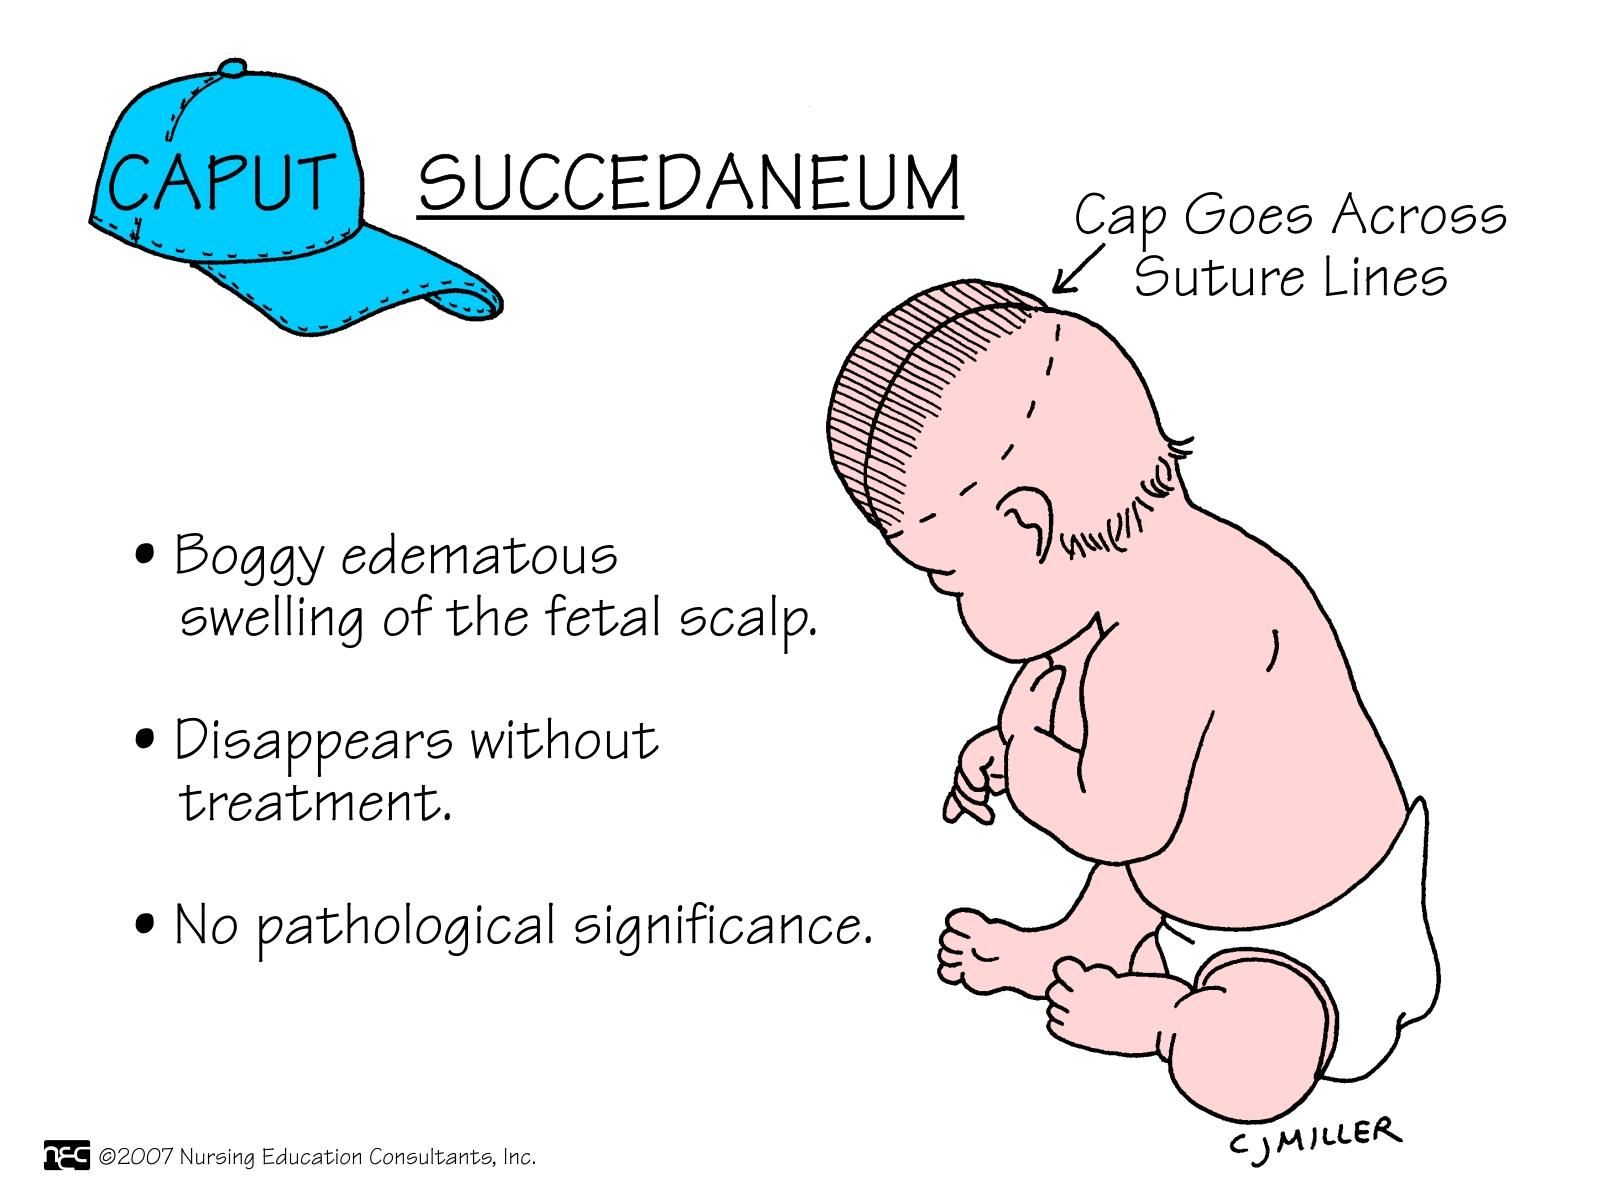 CAPUT SUCCEDANEUM
Cap Goes Across
Suture Lines
• Boggy edematous
swelling of the fetal scalp.
• Disappears without
treatment.
• No pathological significance.
CJMILLER
nec ©2007 Nursing Education Consultants, Inc.